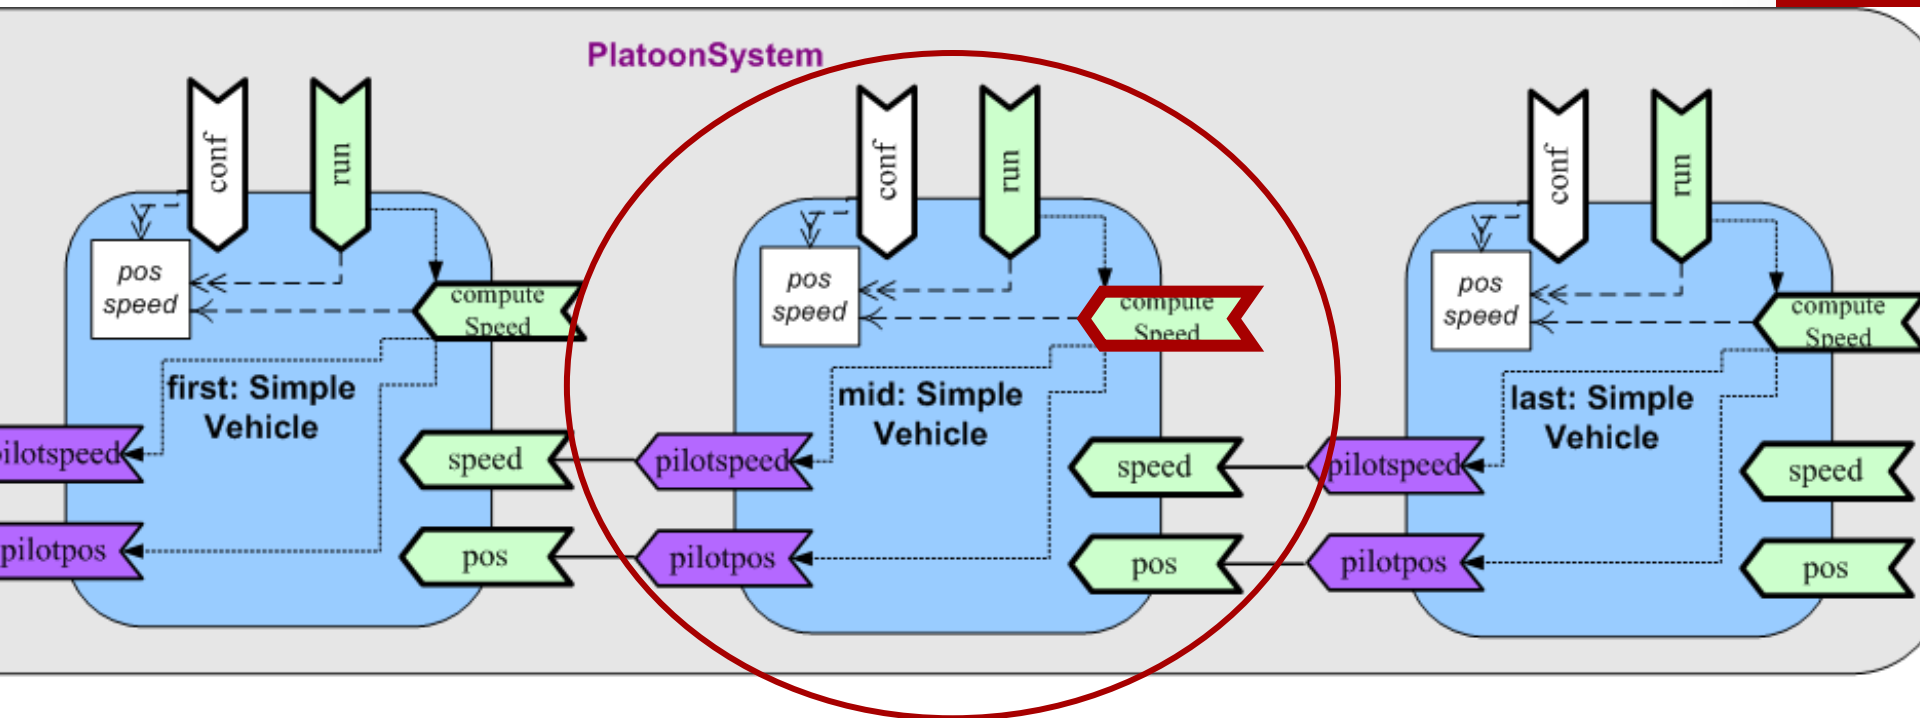 PlatoonSystem
conf
run
pos
speed
compute
Speed
first: Simple
Vehicle
pilotspeed
pilotpos
speed
pos
conf
run
pos
speed
compute
Speed
mid: Simple
Vehicle
pilotspeed
pilotpos
speed
pos
conf
run
pos
speed
compute
Speed
last: Simple
Vehicle
pilotspeed
pilotpos
speed
pos